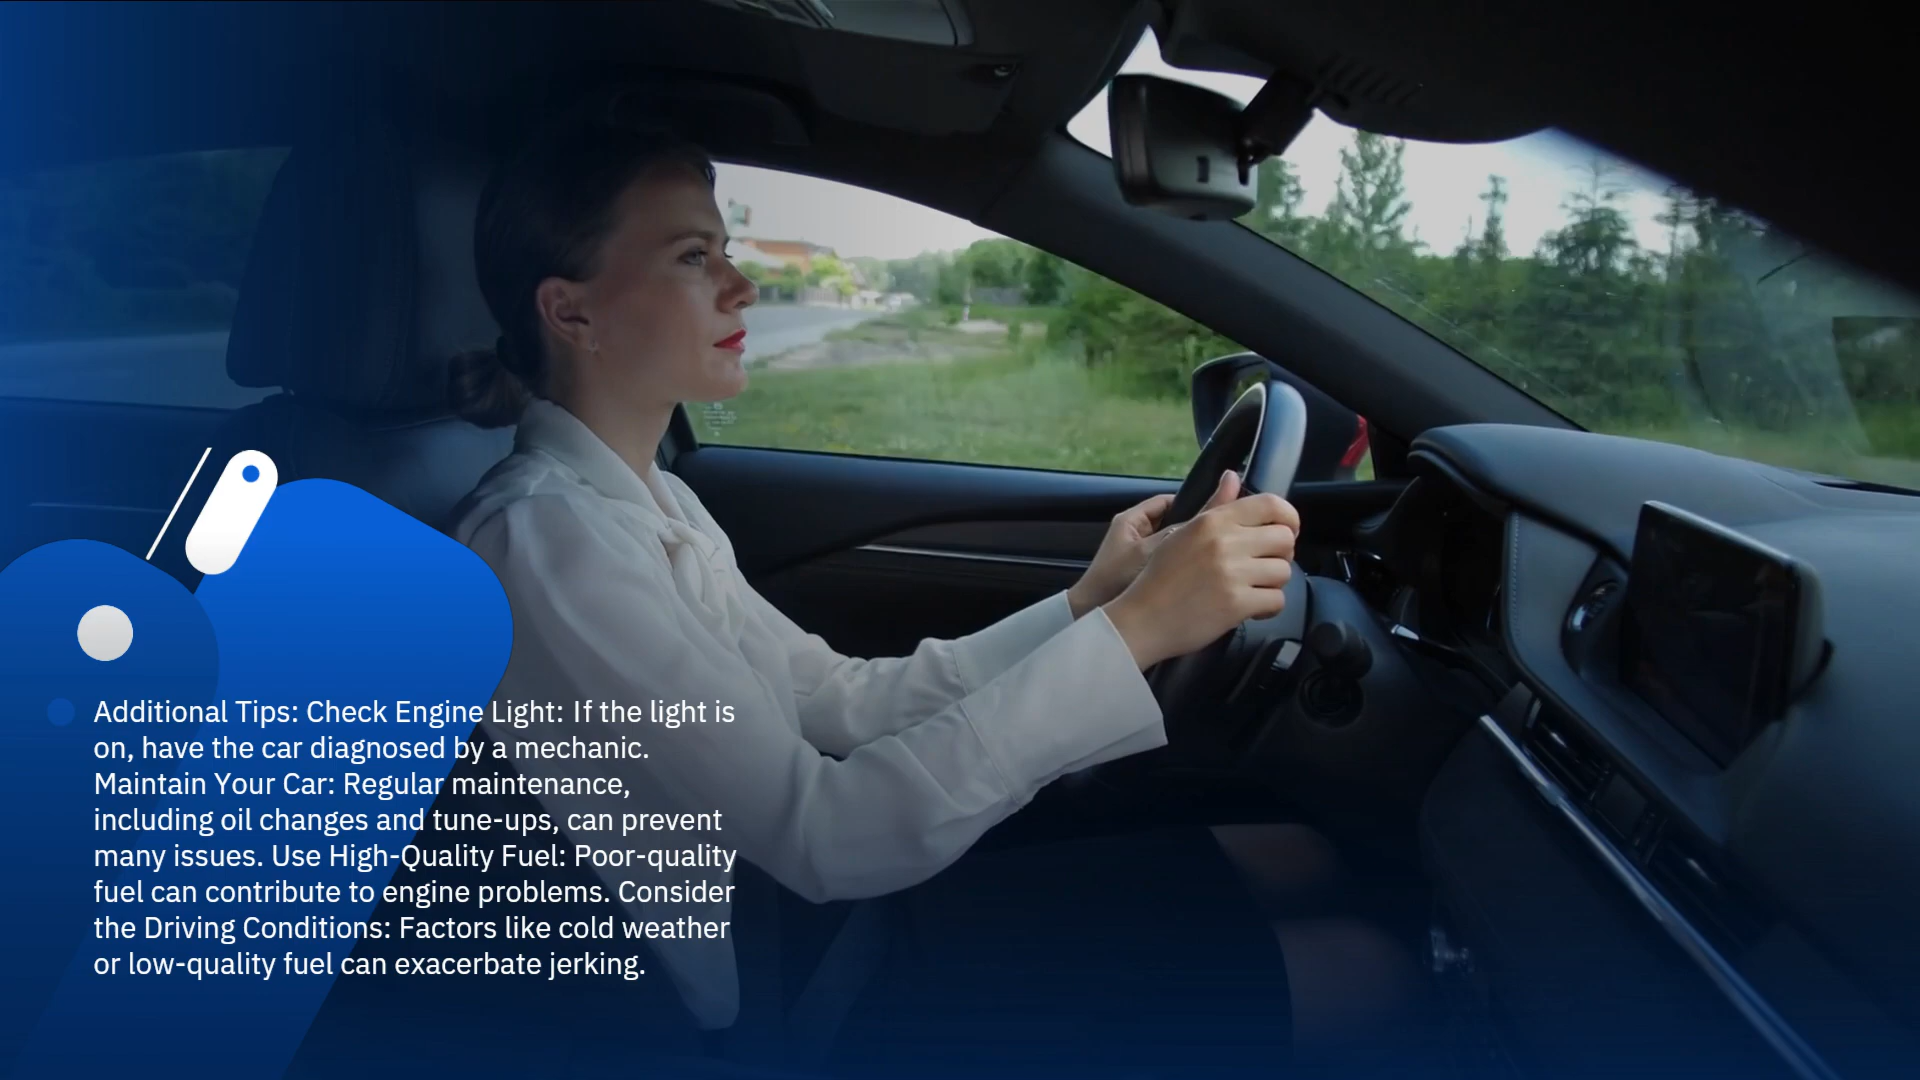 Additional Tips: Check Engine Light: If the light is
on, have the car diagnosed by a mechanic.
Maintain Your Car: Regular maintenance,
including oil changes and tune-ups, can prevent
many issues. Use High-Quality Fuel: Poor-quality
fuel can contribute to engine problems. Consider
the Driving Conditions: Factors like cold weather
or low-quality fuel can exacerbate jerking.